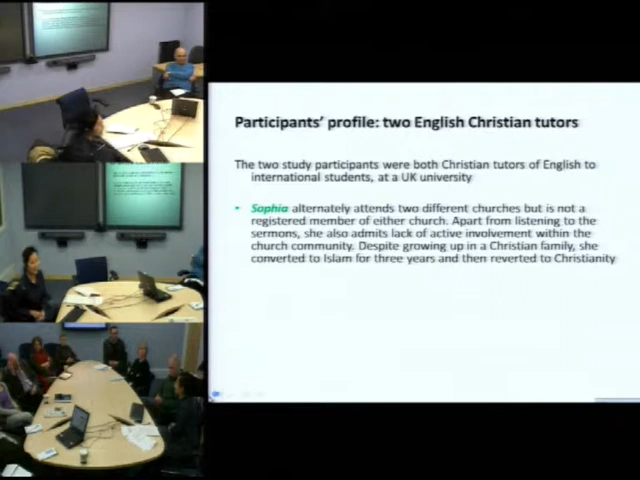 Participants' profile: two English Christian tutors
The two study participants were both Christian tutors of English to
international students, at a UK university
• Sophia alternately attends two different churches but is not a
registered member of either church. Apart from listening to the
sermons, she also admits lack of active involvement within the
church community. Despite growing up in a Christian family, she
converted to Islam for three years and then reverted to Christianity